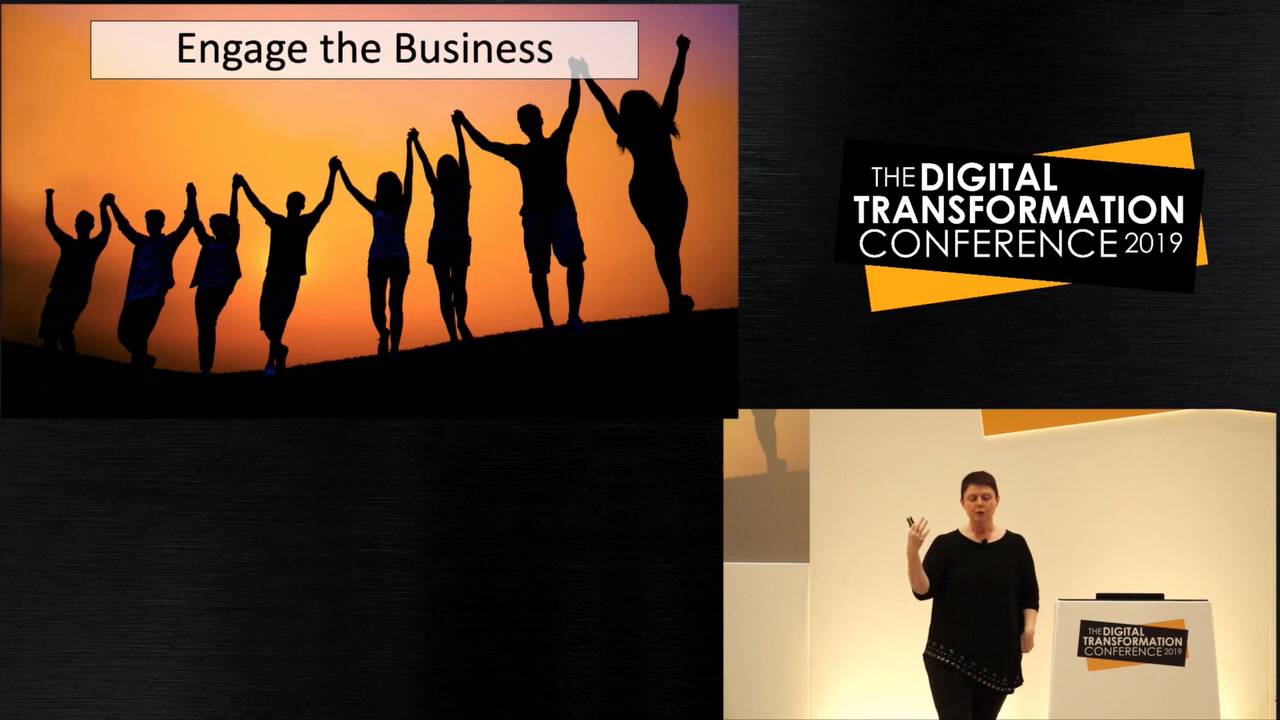 Engage the Business
THE DIGITAL
TRANSFORMATION
CONFERENCE 2019
THE DIGITAL
TRANSFORMATION
CONFERENCE 2019